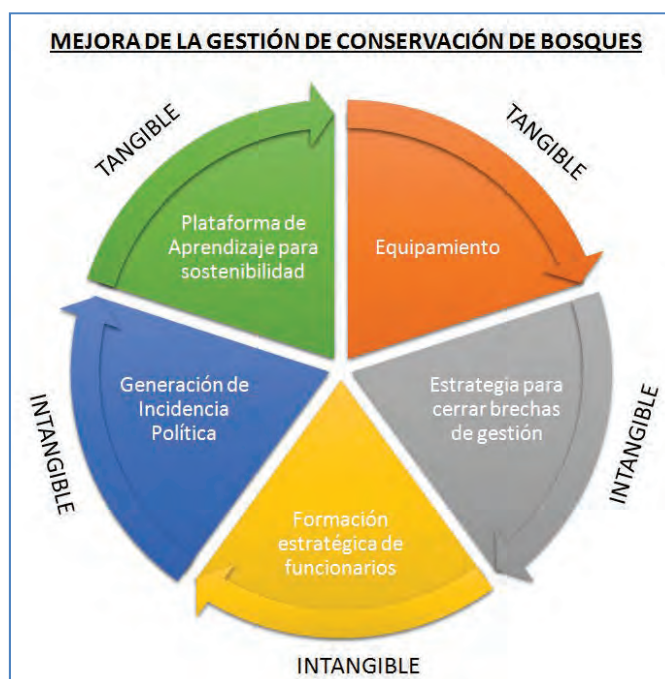 MEJORA DE LA GESTIÓN DE CONSERVACIÓN DE BOSQUES
TANGIBLE
TANGIBLE
Plataforma de
Aprendizaje para
sostenibilidad
Equipamiento
Generación de
Incidencia
Política
Estrategia para
cerrar brechas
de gestión
INTANGIBLE
INTANGIBLE
Formación
estratégica de
funcionarios
INTANGIBLE